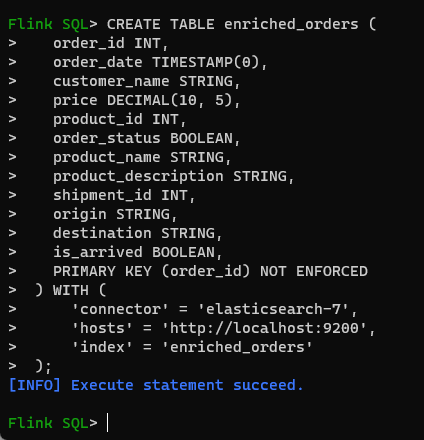 Flink SQL> CREATE TABLE enriched_orders (
>    order_id INT,
>    order_date TIMESTAMP(0),
>    customer_name STRING,
>    price DECIMAL(10, 5),
>    product_id INT,
>    order_status BOOLEAN,
>    product_name STRING,
>    product_description STRING,
>    shipment_id INT,
>    origin STRING,
>    destination STRING,
>    is_arrived BOOLEAN,
>    PRIMARY KEY (order_id) NOT ENFORCED
>  ) WITH (
>      'connector' = 'elasticsearch-7',
>      'hosts' = 'http://localhost:9200',
>      'index' = 'enriched_orders'
>  );
[INFO] Execute statement succeed.
Flink SQL>